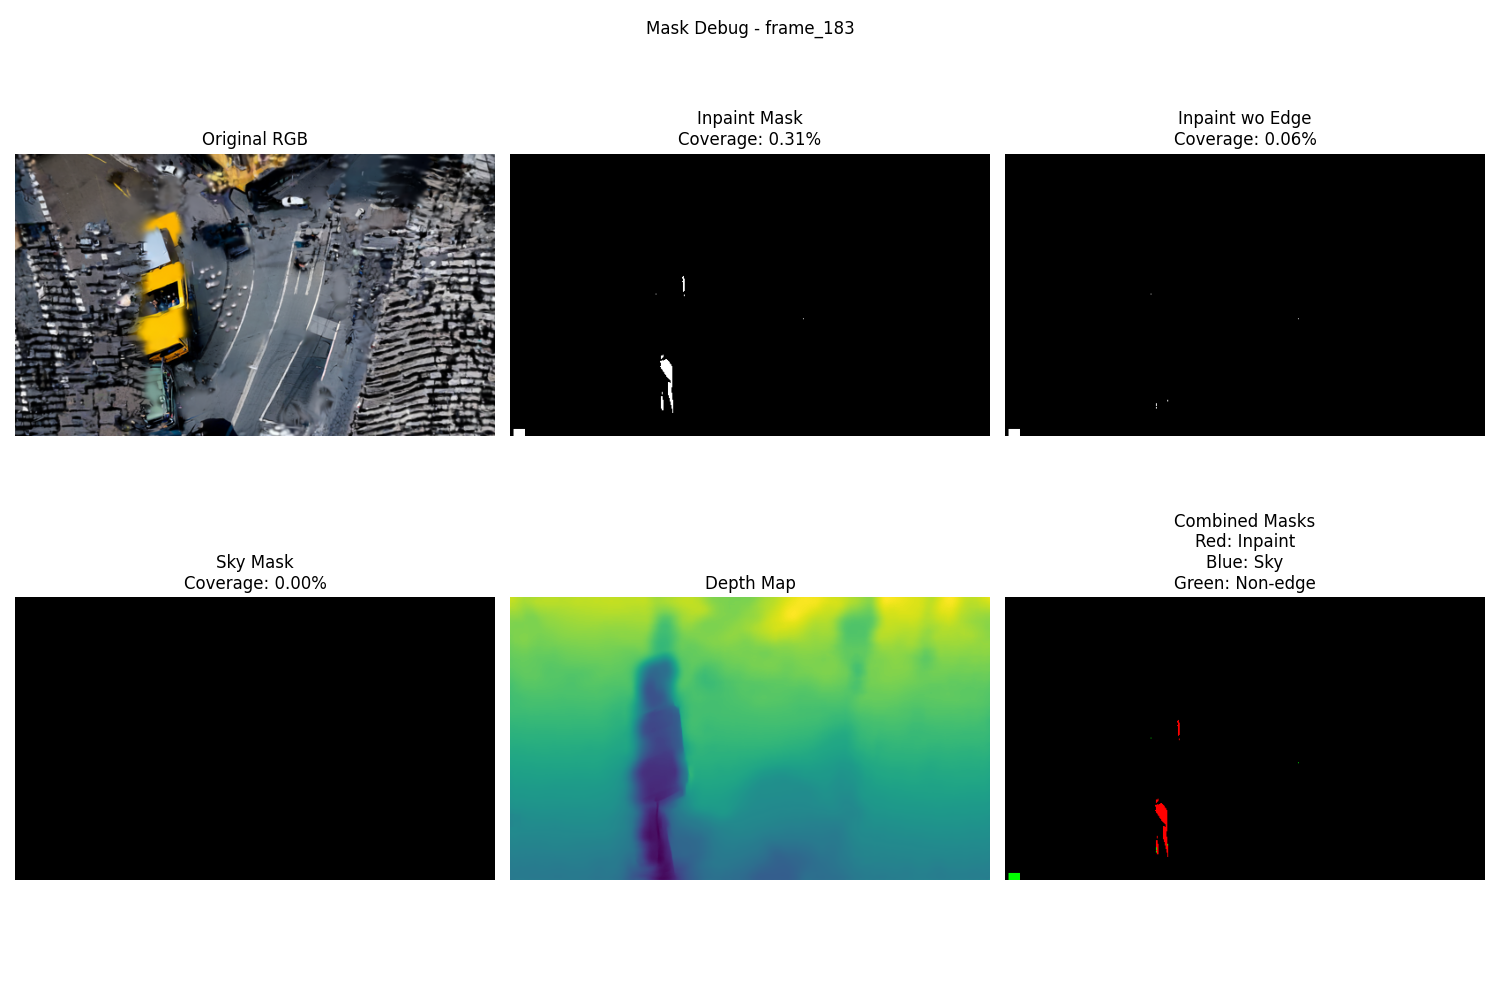 Mask Debug - frame_183
Original RGB
Inpaint Mask
Coverage: 0.31%
Inpaint wo Edge
Coverage: 0.06%
Sky Mask
Coverage: 0.00%
Depth Map
Combined Masks
Red: Inpaint
Blue: Sky
Green: Non-edge